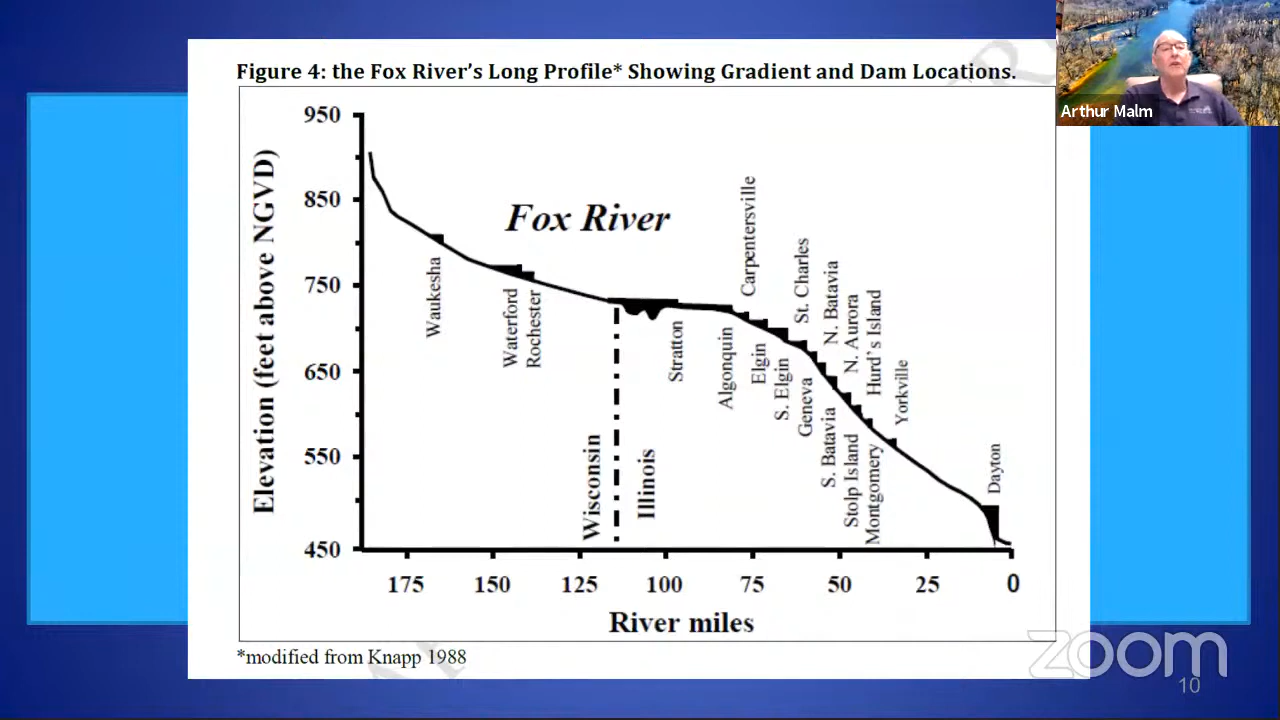 Figure 4: the Fox River's Long Profile* Showing Gradient and Dam Locations.
Arthur Malm
Elevation (feet above NGVD)
950
850
750
650
550
450
Fox River
Waukesha
Waterford
Rochester
Wisconsin
Illinois
Stratton
Algonquin
Carpentersville
Elgin
S. Elgin
St. Charles
Geneva
N. Batavia
S. Batavia
N. Aurora
Stolp Island
Hurd's Island
Montgomery
Yorkville
Dayton
175 150 125 100 75 50 25 0
River miles
*modified from Knapp 1988
zoom
10